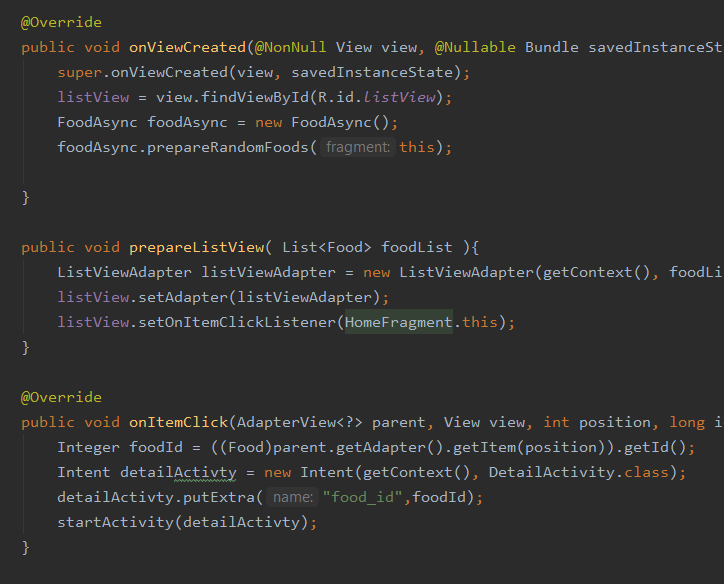 @Override
public void onViewCreated(@NonNull View view, @Nullable Bundle savedInstanceSt
super.onViewCreated(view, savedInstanceState);
listView = view.findViewById(R.id.listView);
FoodAsync foodAsync = new FoodAsync();
foodAsync.prepareRandomFoods( fragment: this);
}
public void prepareListView( List<Food> foodList ){
ListViewAdapter listViewAdapter = new ListViewAdapter(getContext(), foodLi
listView.setAdapter(listViewAdapter);
listView.setOnItemClickListener(HomeFragment.this);
}
@Override
public void onItemClick(AdapterView<?> parent, View view, int position, long i
Integer foodId = ((Food)parent.getAdapter().getItem(position)).getId();
Intent detailActivty = new Intent(getContext(), DetailActivity.class);
detailActivty.putExtra( name: "food_id",foodId);
startActivity(detailActivty);
}